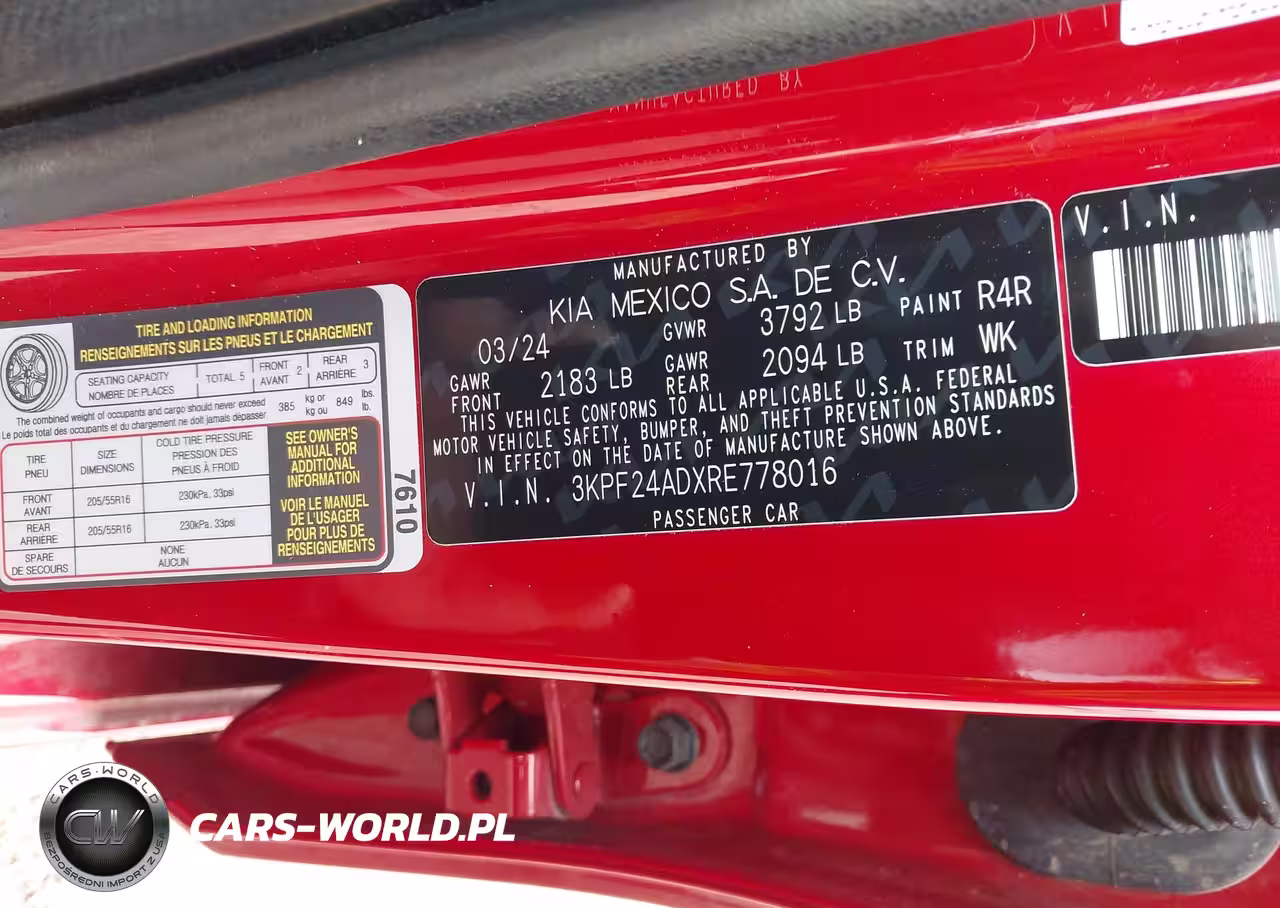 TIRE AND LOADING INFORMATION
RENSEIGNEMENTS SUR LES PNEUS ET LE CHARGEMENT
SEATING CAPACITY
NOMBRE DE PLACES
TOTAL 5
FRONT
AVANT 2
REAR
ARRIÈRE 3
The combined weight of occupants and cargo should never exceed
Le poids total des occupants et du chargement ne doit jamais dépasser
385 kg or
kg ou
849 lbs.
lb.
TIRE
PNEU
SIZE
DIMENSIONS
COLD TIRE PRESSURE
PRESSION DES
PNEUS À FROID
FRONT
AVANT
205/55R16
230kPa, 33psi
REAR
ARRIÈRE
205/55R16
230kPa, 33psi
SPARE
DE SECOURS
NONE
AUCUN
SEE OWNER'S
MANUAL FOR
ADDITIONAL
INFORMATION
VOIR LE MANUEL
DE L'USAGER
POUR PLUS DE
RENSEIGNEMENTS
7610
MANUFACTURED BY
KIA MEXICO S.A. DE C.V.
03/24 GVWR 3792 LB PAINT R4R
GAWR
FRONT 2183 LB GAWR
REAR 2094 LB TRIM WK
THIS VEHICLE CONFORMS TO ALL APPLICABLE U.S.A. FEDERAL
MOTOR VEHICLE SAFETY, BUMPER, AND THEFT PREVENTION STANDARDS
IN EFFECT ON THE DATE OF MANUFACTURE SHOWN ABOVE.
V.I.N. 3KPF24ADXRE778016
PASSENGER CAR
V.I.N.
CARS-WORLD
CW
BEZPOŚREDNI IMPORT Z USA
CARS-WORLD.PL